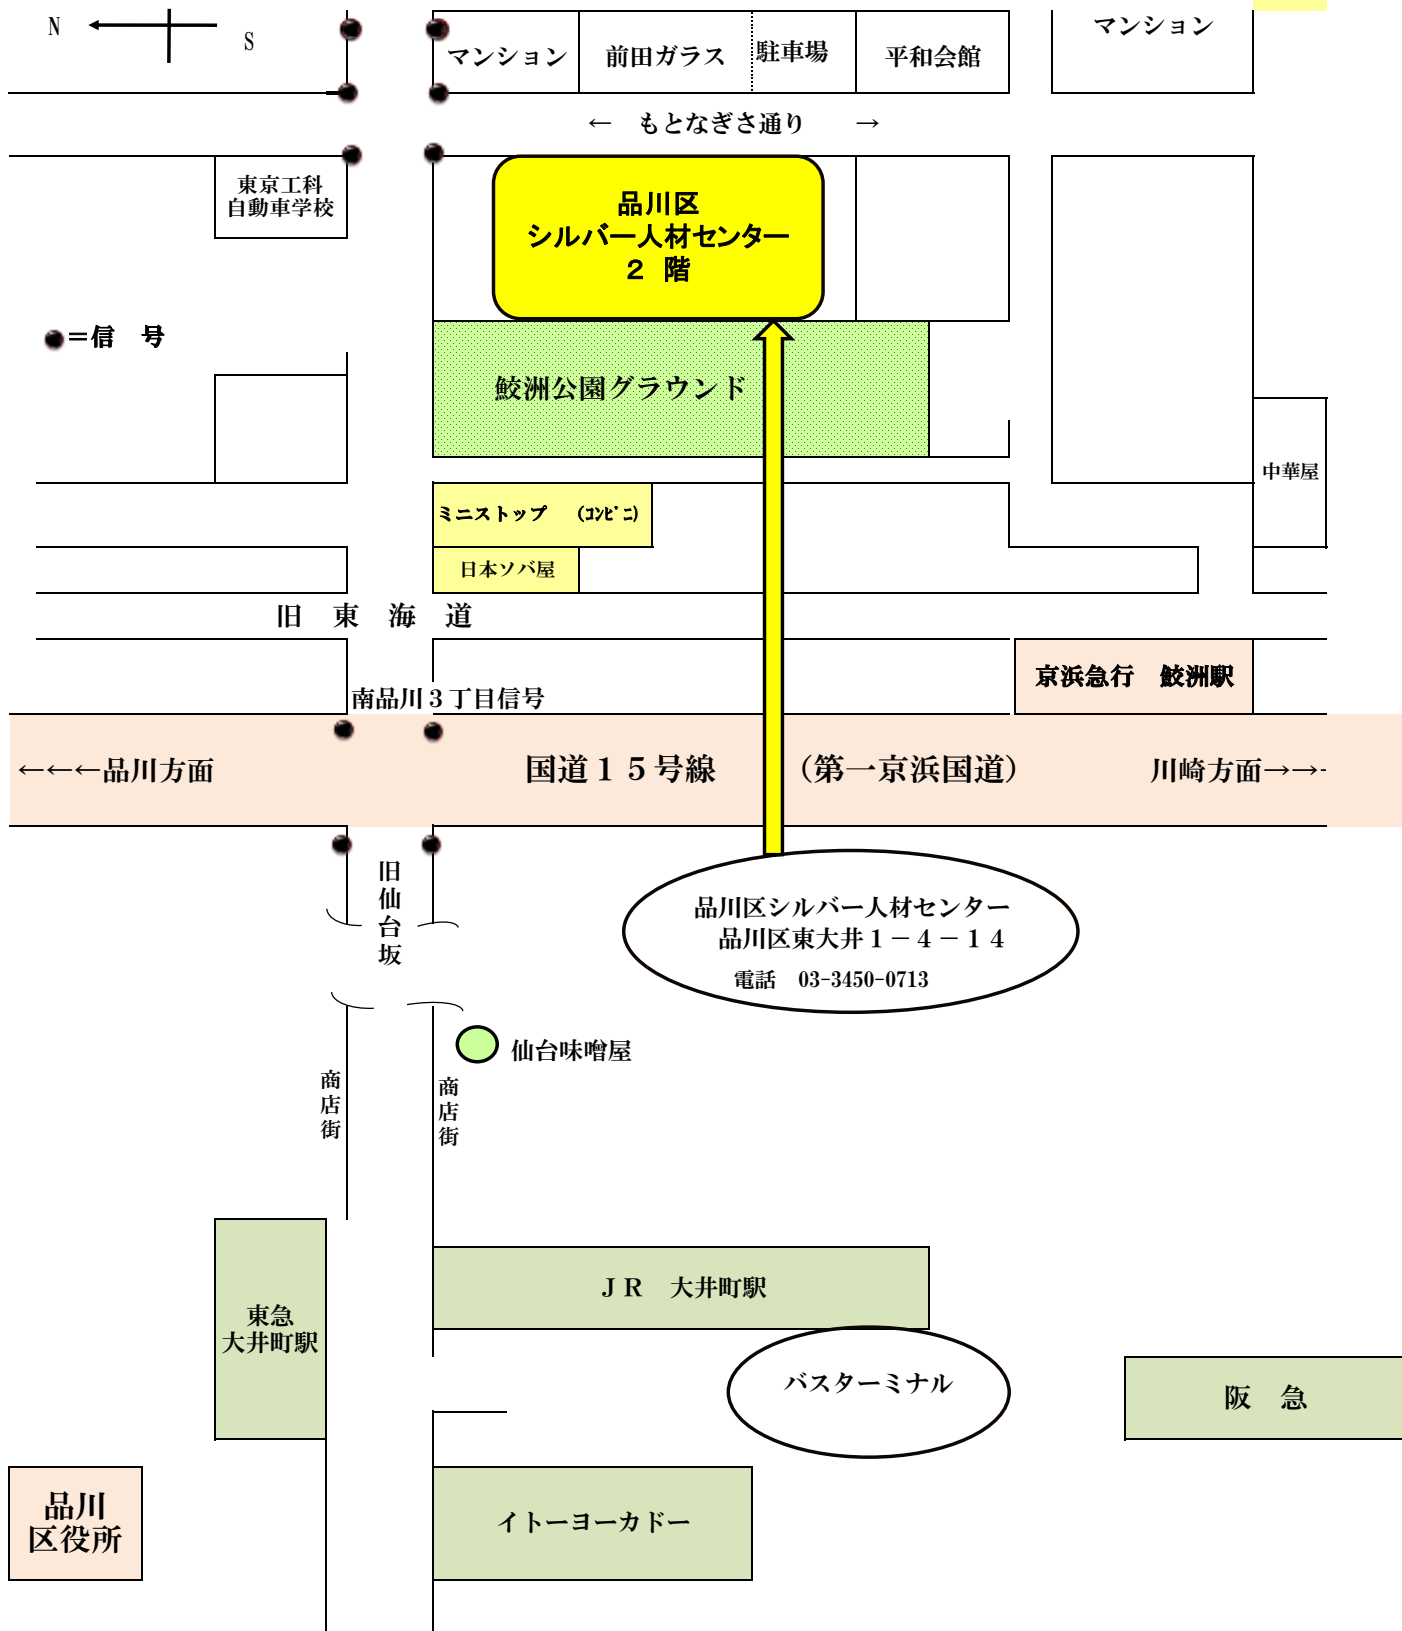 N
S
マンション
前田ガラス
駐車場
平和会館
マンション
←　もとなぎさ通り　→
東京工科
自動車学校
品川区
シルバー人材センター
２　階
＝信　号
鮫洲公園グラウンド
中華屋
ミニストップ　（ｺﾝﾋﾞﾆ）
日本ソバ屋
旧　東　海　道
京浜急行　鮫洲駅
南品川３丁目信号
←←←品川方面
国道１５号線　（第一京浜国道）
川崎方面→→
旧仙台坂
品川区シルバー人材センター
品川区東大井１－４－１４
電話　03-3450-0713
仙台味噌屋
商店街
商店街
東急
大井町駅
ＪＲ　大井町駅
バスターミナル
阪　急
品川
区役所
イトーヨーカドー